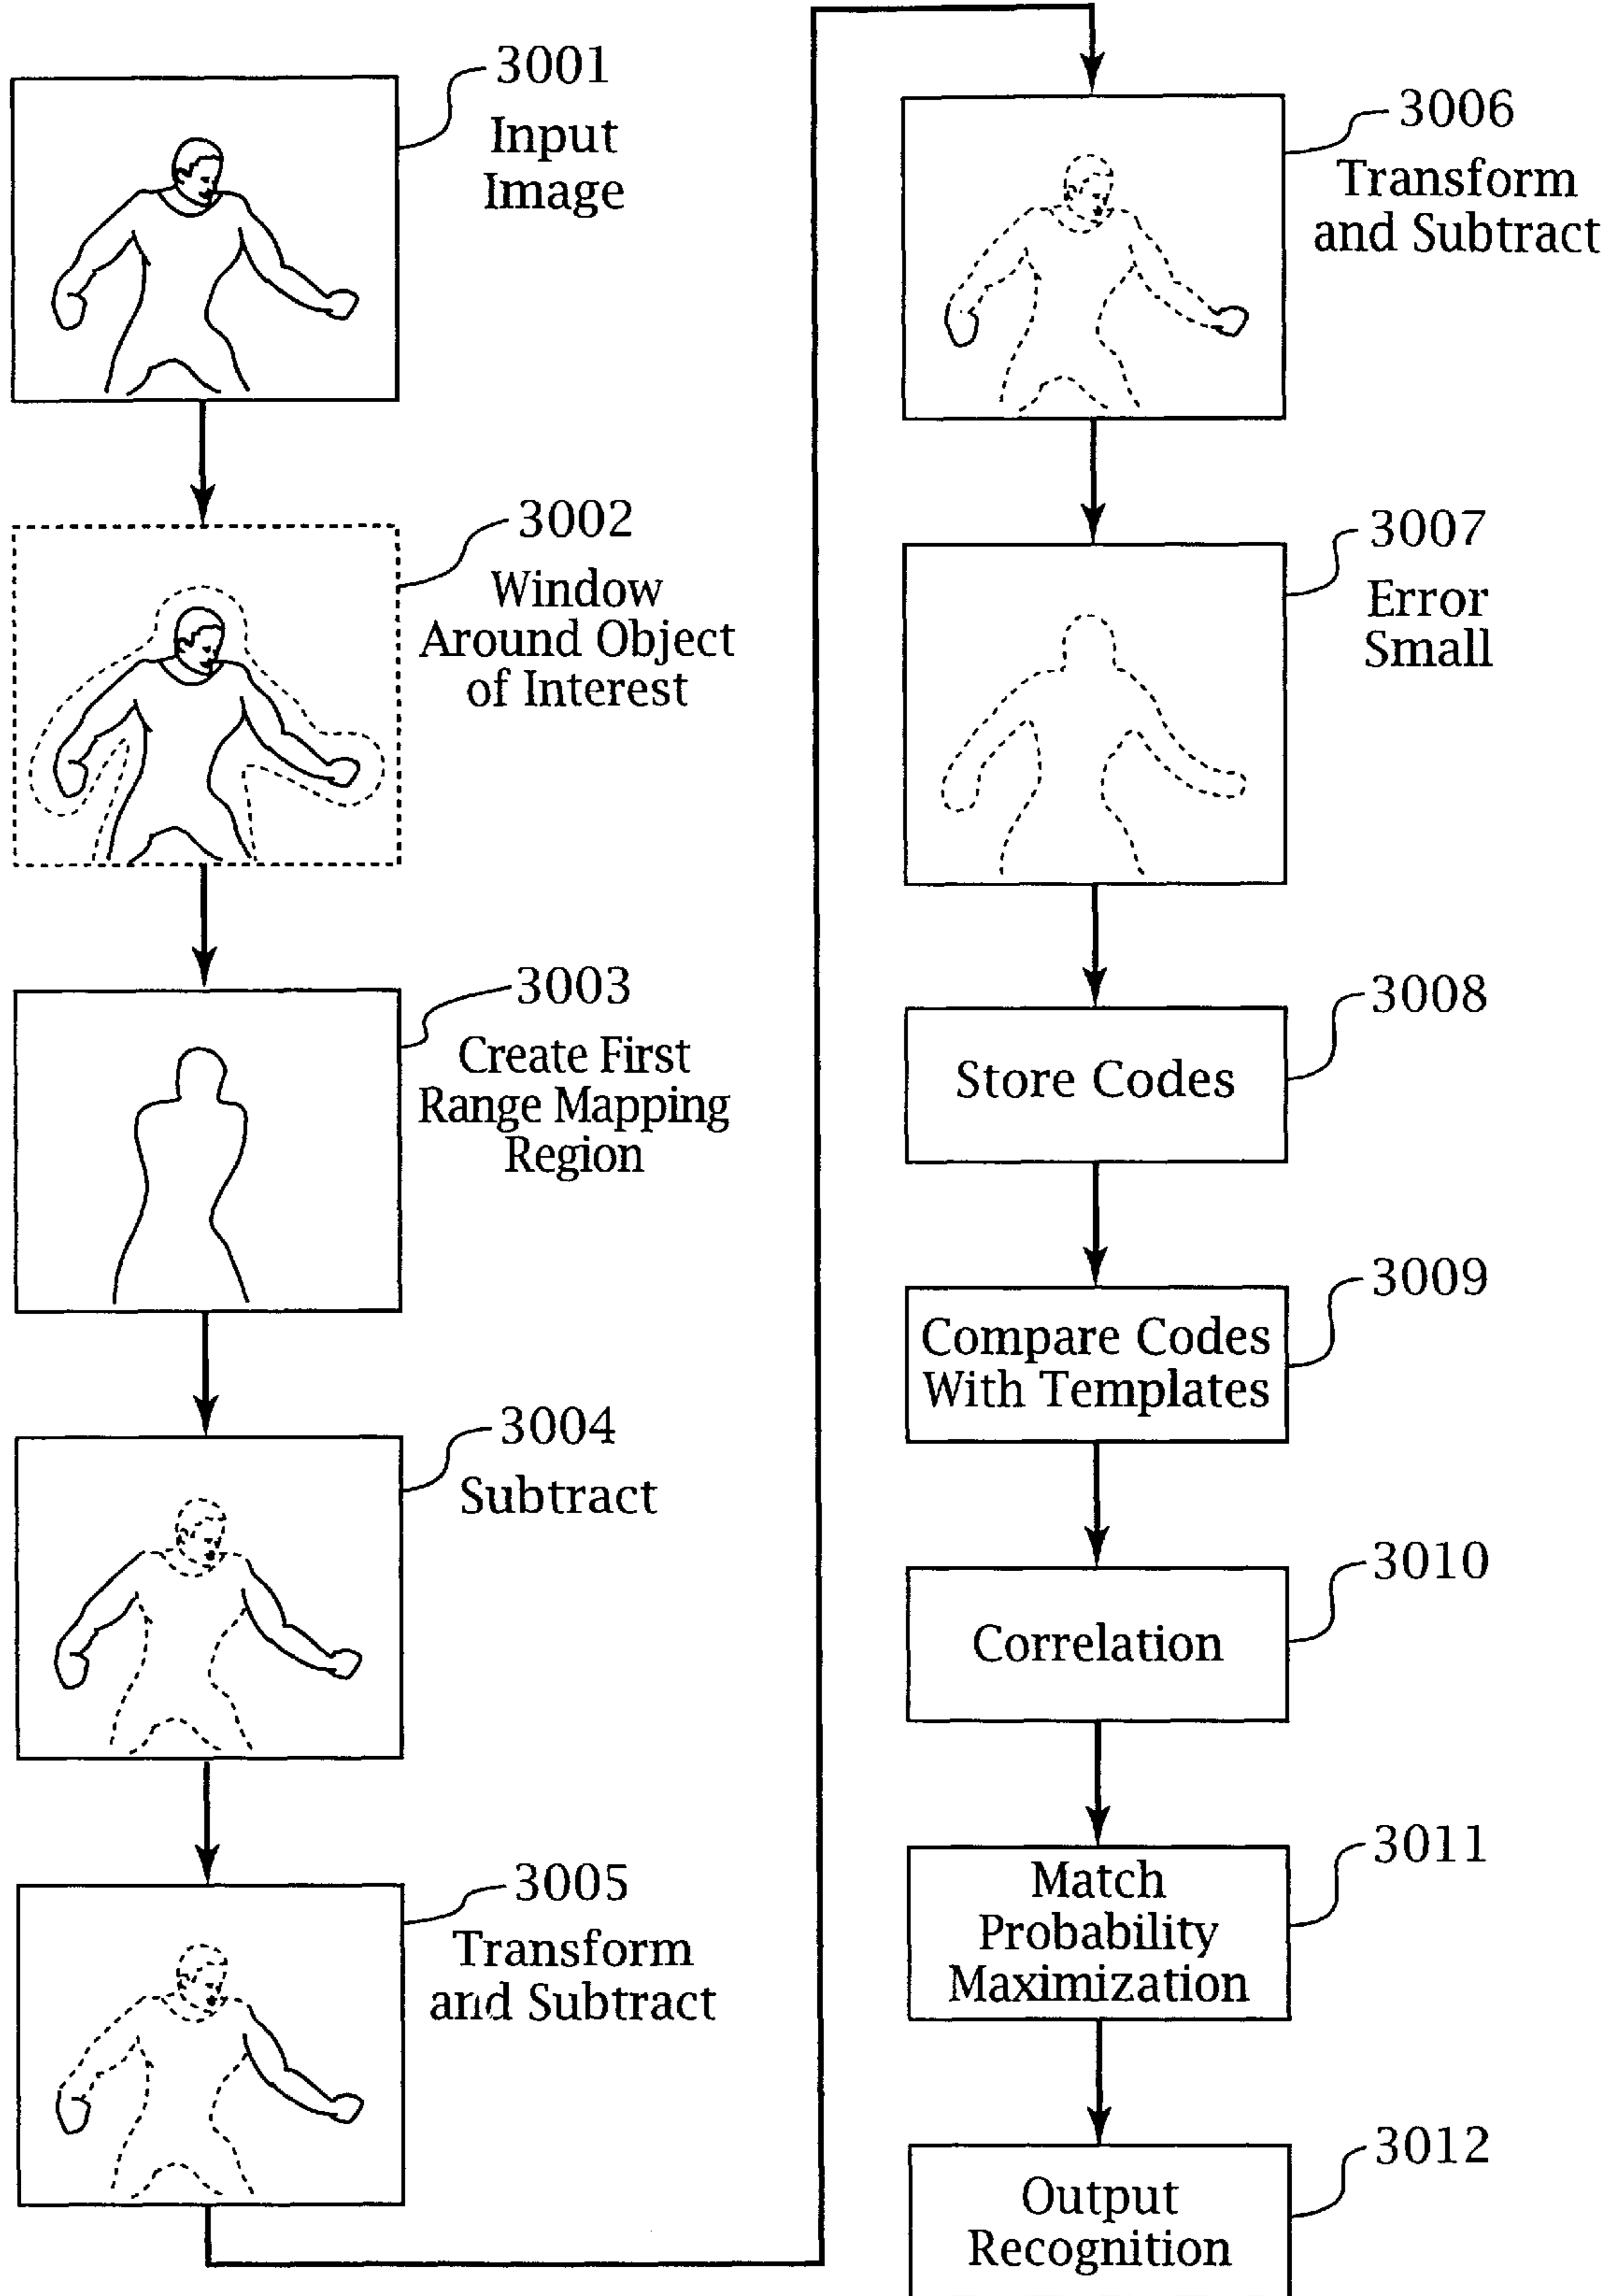 3001
Input
Image
3002
Window
Around Object
of Interest
3003
Create First
Range Mapping
Region
3004
Subtract
3005
Transform
and Subtract
3006
Transform
and Subtract
3007
Error
Small
3008
Store Codes
3009
Compare Codes
With Templates
3010
Correlation
3011
Match
Probability
Maximization
3012
Output
Recognition